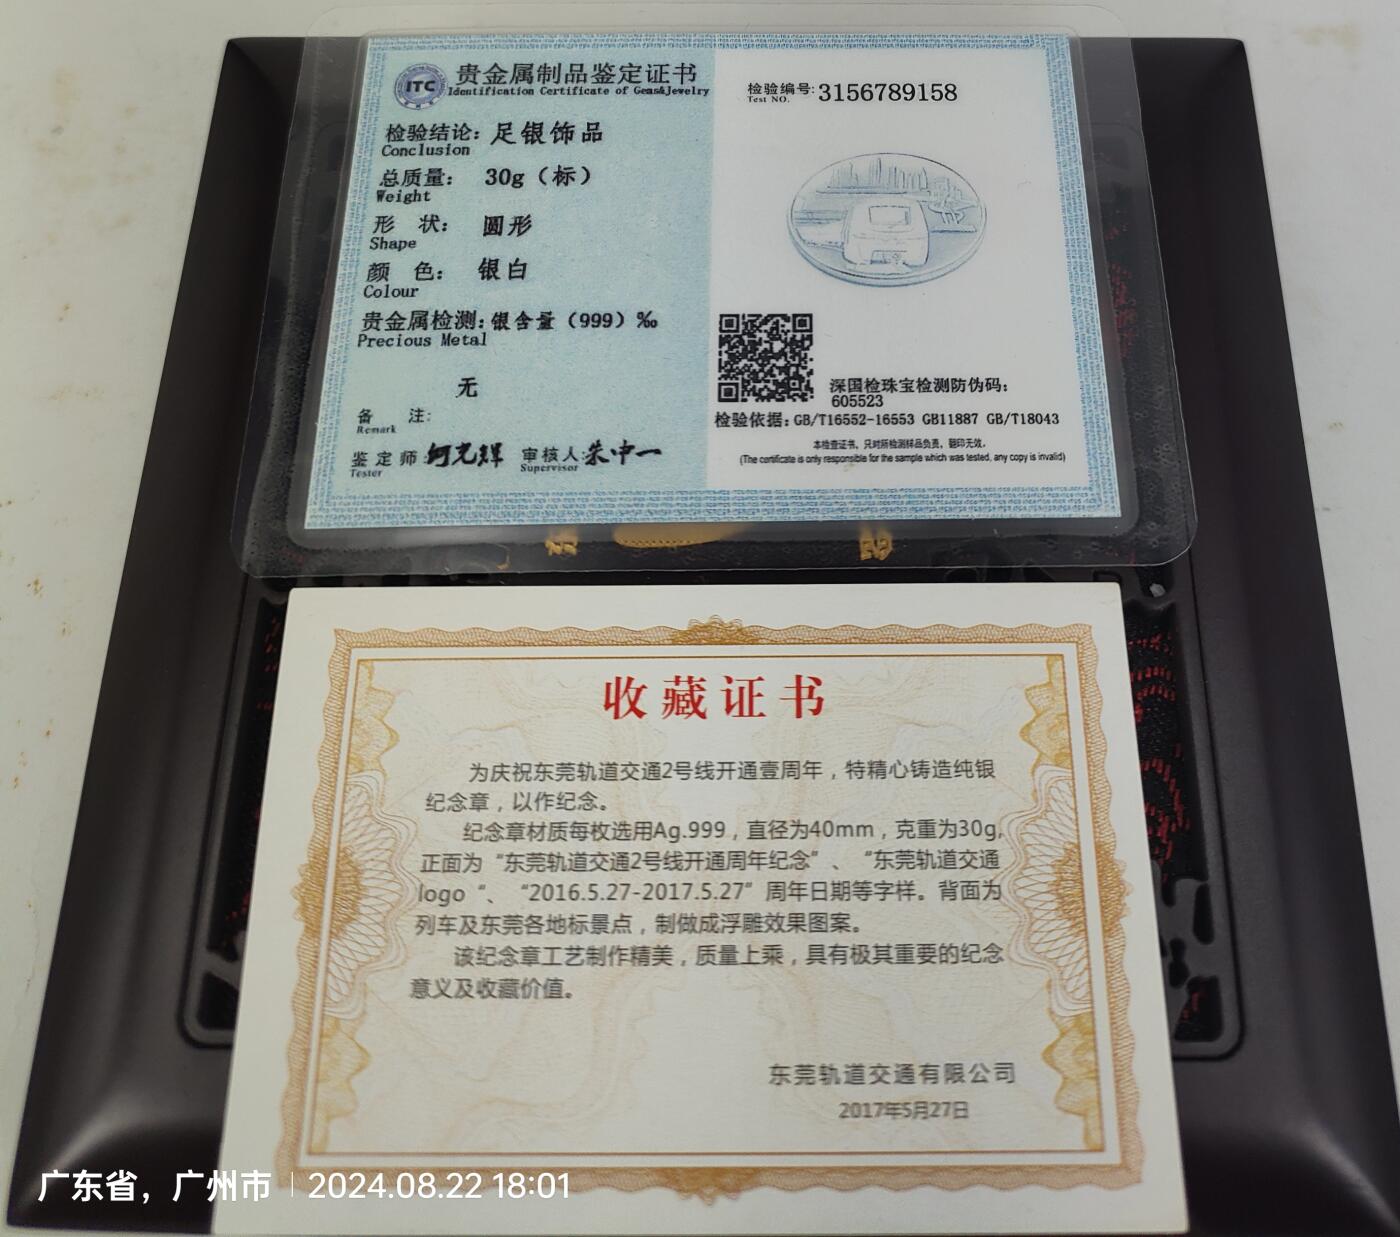 ITC
贵金属制品鉴定证书
Identification Certificate of Gems&Jewelry
检验结论：足银饰品
Conclusion
总质量： 30g（标）
Weight
形 状： 圆形
Shape
颜 色： 银白
Colour
贵金属检测：银含量（999）‰
Precious Metal
无
备 注：
Remark
鉴定师 审核人：朱中一
Tester Supervisor
检验编号：3156789158
Test NO.
深国检珠宝检测防伪码：
605523
检验依据：GB/T16552-16553 GB11887 GB/T18043
本检查证书，只对所检测样品负责，翻印无效。
(The certificate is only responsible for the sample which was tested, any copy is invalid)
收藏证书
为庆祝东莞轨道交通2号线开通壹周年，特精心铸造纯银
纪念章，以作纪念。
纪念章材质每枚选用Ag.999，直径为40mm，克重为30g,
正面为“东莞轨道交通2号线开通周年纪念”、“东莞轨道交通
logo“、“2016.5.27-2017.5.27”周年日期等字样。背面为
列车及东莞各地标景点，制做成浮雕效果图案。
该纪念章工艺制作精美，质量上乘，具有极其重要的纪念
意义及收藏价值。
东莞轨道交通有限公司
2017年5月27日
广东省，广州市 | 2024.08.22 18:01